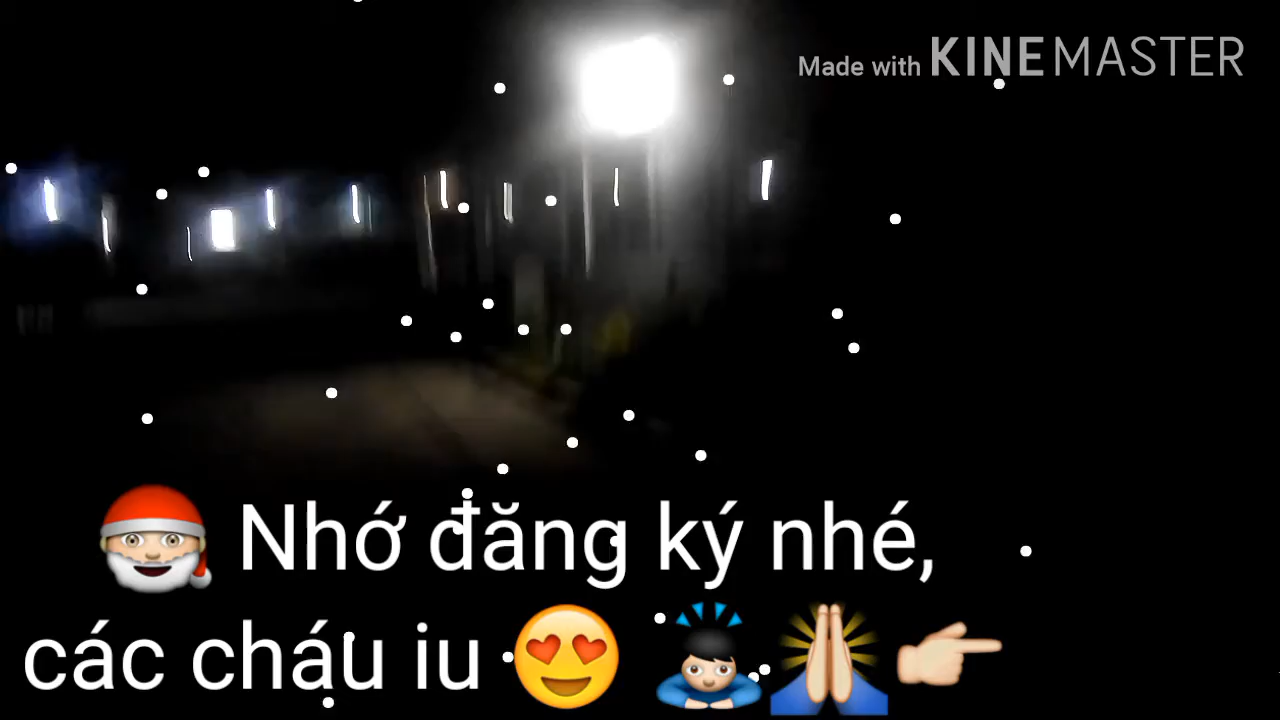 Made with KINEMASTER
🎅 Nhớ đăng ký nhé,
các cháu iu 😍 🙇🙏👉